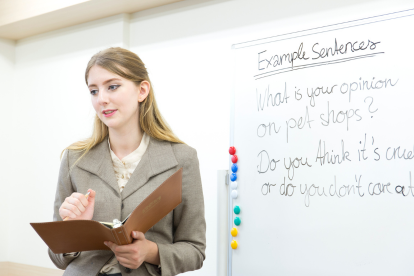 Example Sentences
What is your opinion
on pet shops?
Do you think it's cruel
or do you don't care at